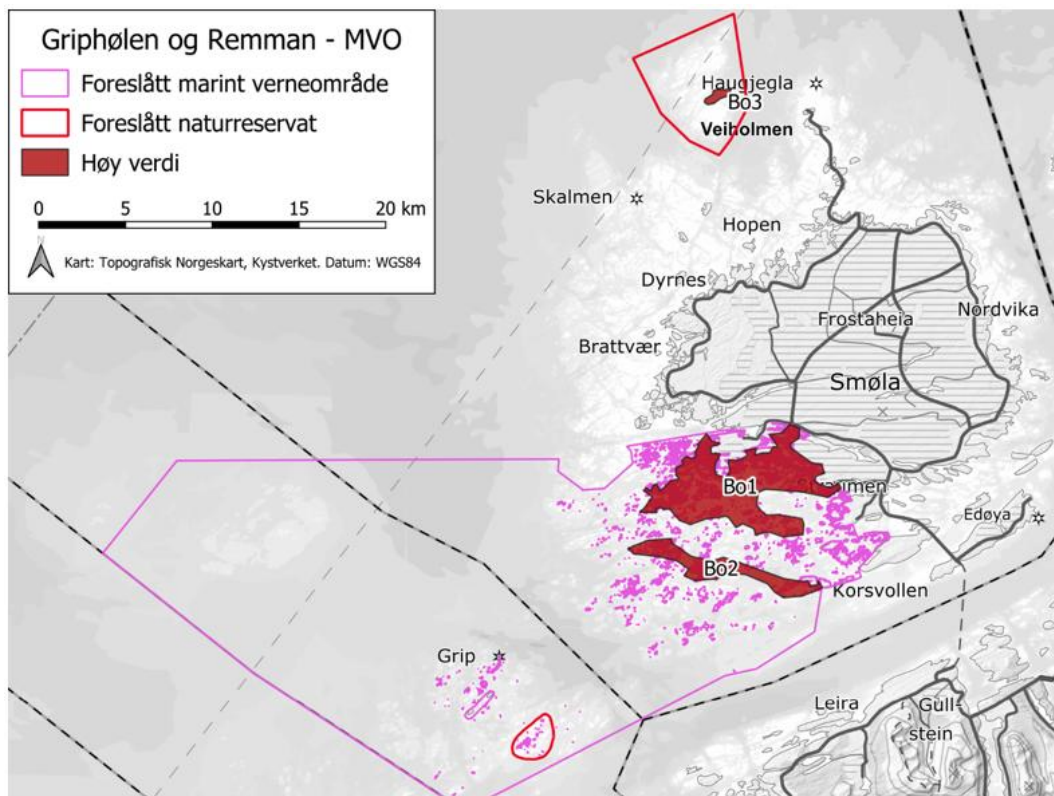 Griphølen og Remman - MVO
Foreslått marint verneområde
Foreslått naturreservat
Høy verdi
0 5 10 15 20 km
N
Kart: Topografisk Norgeskart, Kystverket. Datum: WGS84
Haugjegla
Bo3
Veiholmen
Skalmen
Hopen
Dyrnes
Nordvika
Frostaheia
Brattvær
Smøla
Bo1
Edøya
Bo2
Korsvollen
Grip
Leira
Gull-
stein